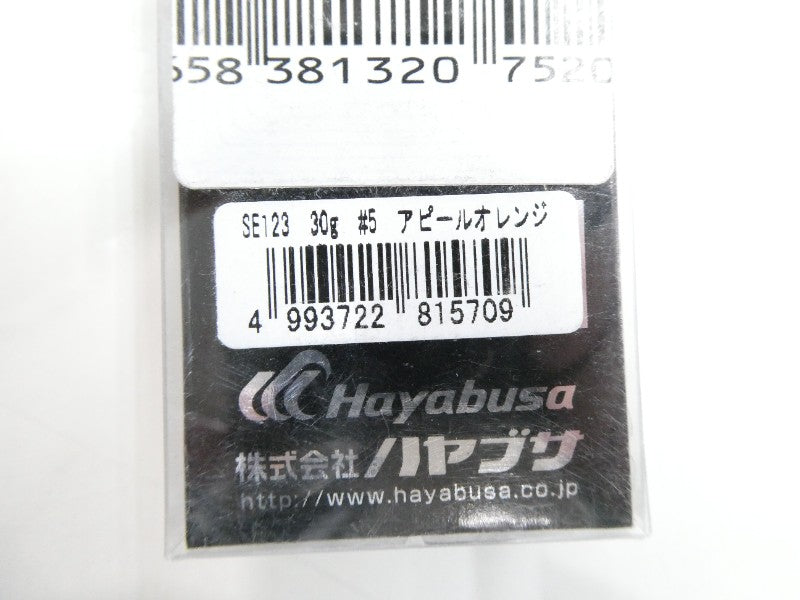 658 381320 7520
SE123 30g #5 アピールオレンジ
4 993722 815709
Hayabusa
株式会社ハヤブサ
http://www.hayabusa.co.jp